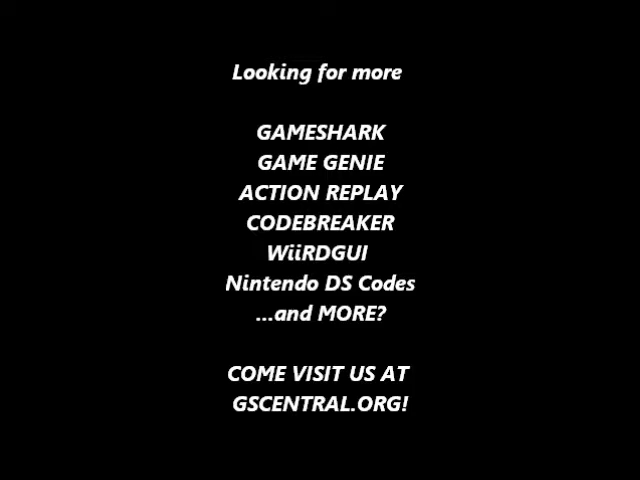 Looking for more
GAMESHARK
GAME GENIE
ACTION REPLAY
CODEBREAKER
WiiRDGUI
Nintendo DS Codes
...and MORE?
COME VISIT US AT
GSCENTRAL.ORG!